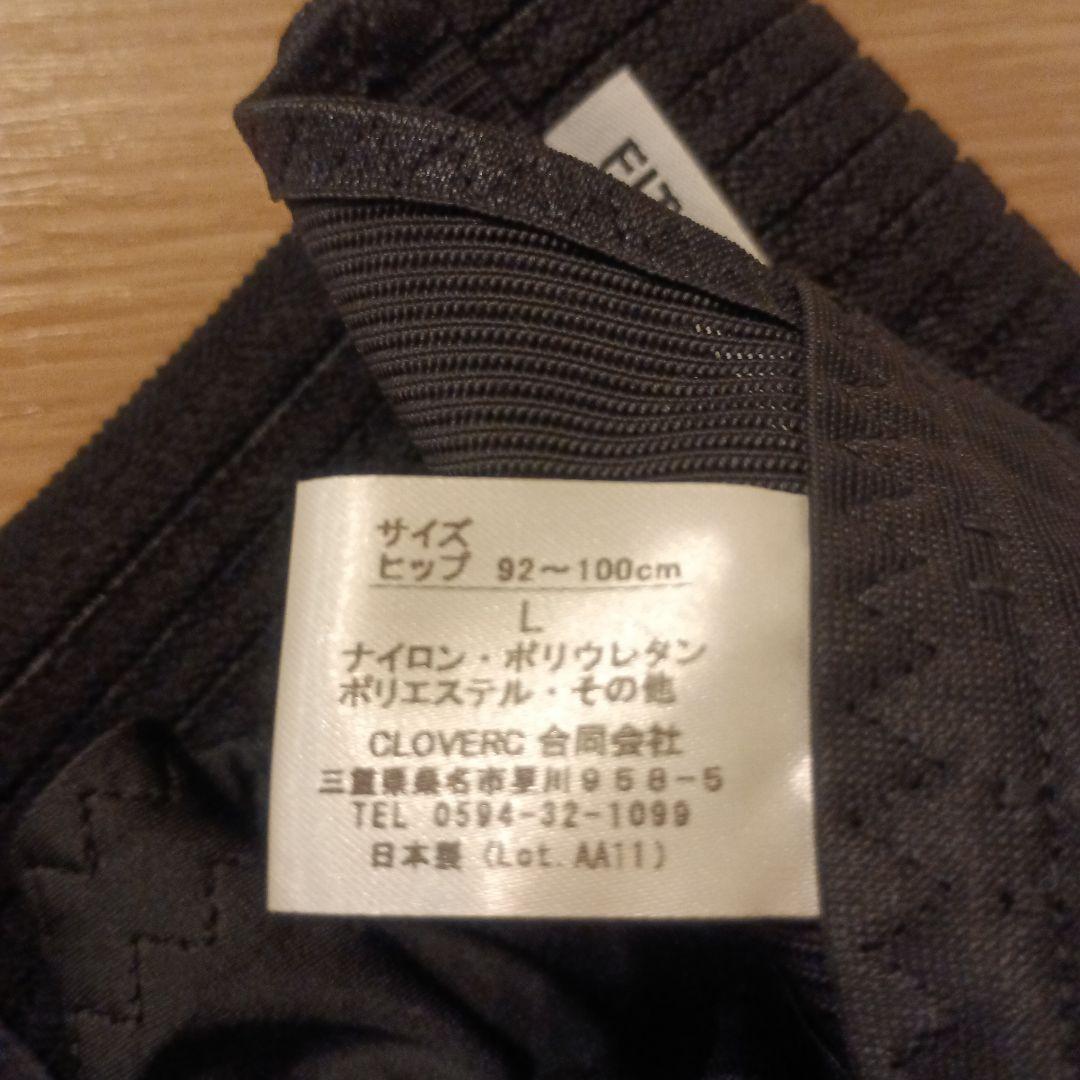 FIT
サイズ
ヒップ 92～100cm
L
ナイロン・ポリウレタン
ポリエステル・その他
CLOVERC 合同会社
三重県桑名市星川958-5
TEL 0594-32-1099
日本製 (Lot.AA11)